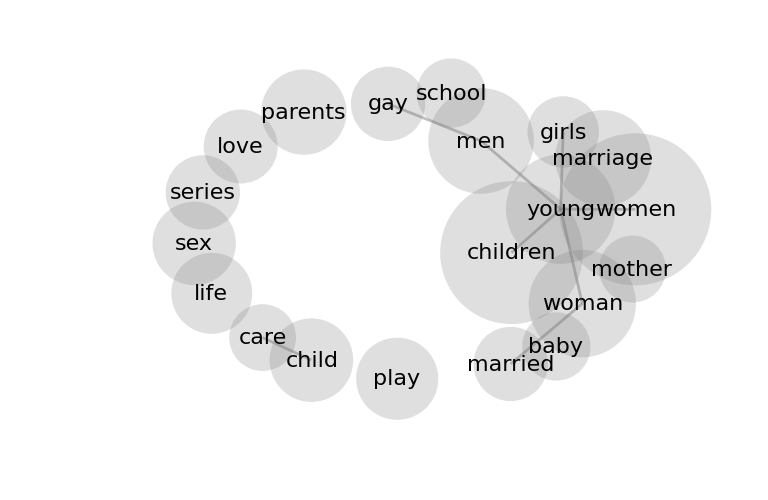 school
gay
parents
men
girls
love
marriage
series
young
women
sex
children
mother
life
woman
care
baby
child
married
play